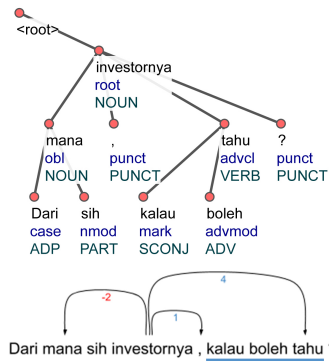 <root>
investornya
root
NOUN
mana , tahu ?
obl punct advcl punct
NOUN PUNCT VERB PUNCT
Dari sih kalau boleh
case nmod mark advmod
ADP PART SCONJ ADV
4
-2
1
Dari mana sih investornya , kalau boleh tahu